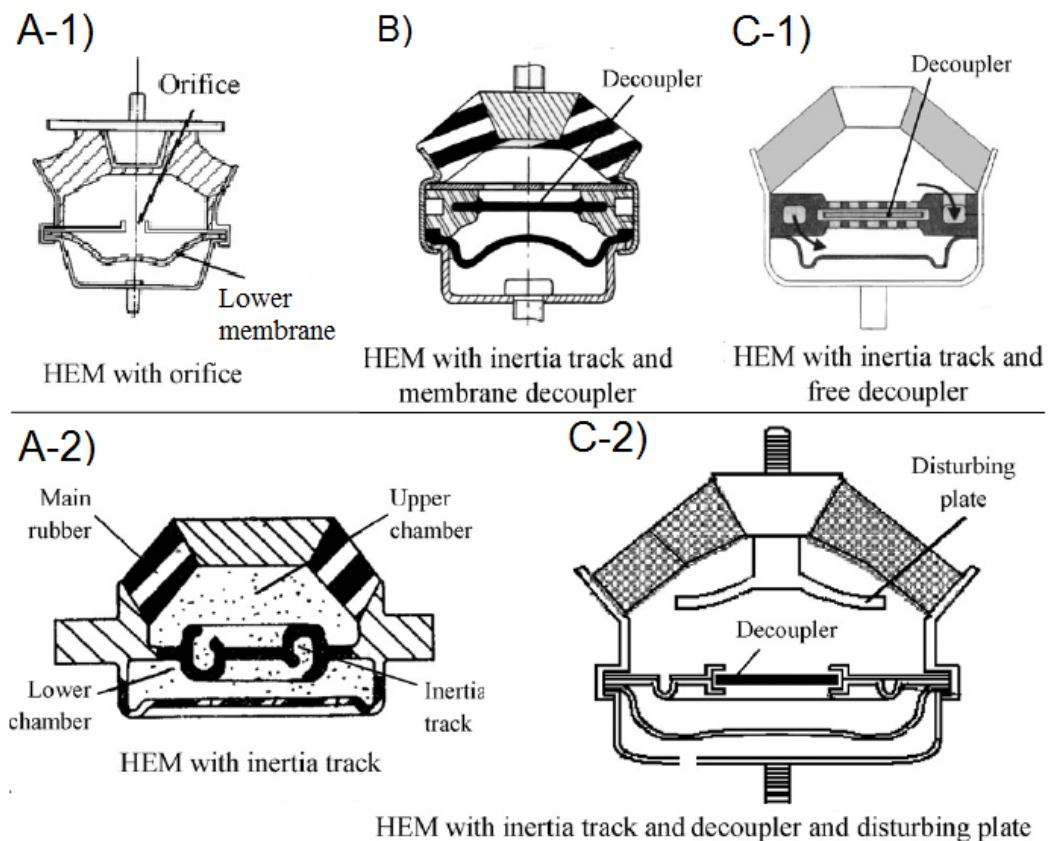 A-1)
Orifice
Lower
membrane
HEM with orifice
B)
Decoupler
HEM with inertia track and
membrane decoupler
C-1)
Decoupler
HEM with inertia track and
free decoupler
A-2)
Main
rubber
Upper
chamber
Lower
chamber
Inertia
track
HEM with inertia track
C-2)
Disturbing
plate
Decoupler
HEM with inertia track and decoupler and disturbing plate